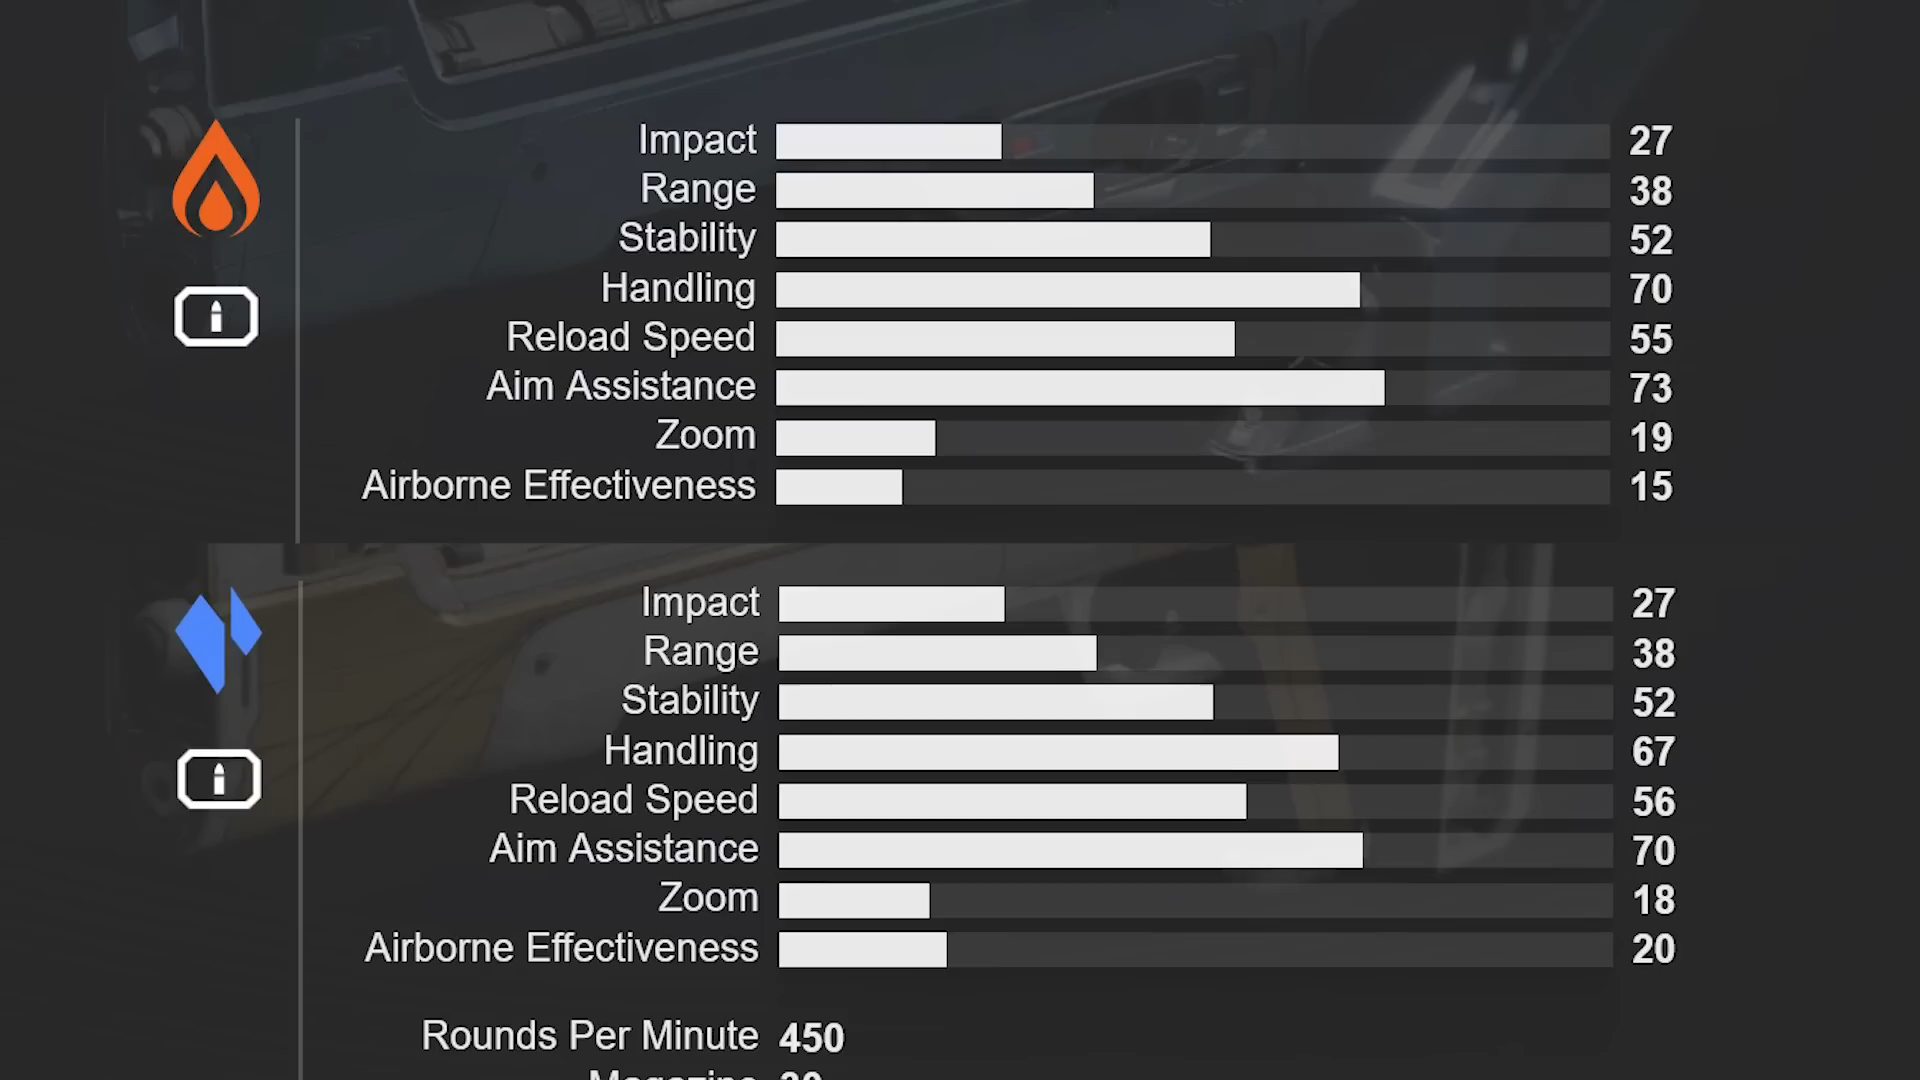 Impact 27
Range 38
Stability 52
Handling 70
Reload Speed 55
Aim Assistance 73
Zoom 19
Airborne Effectiveness 15
Impact 27
Range 38
Stability 52
Handling 67
Reload Speed 56
Aim Assistance 70
Zoom 18
Airborne Effectiveness 20
Rounds Per Minute 450